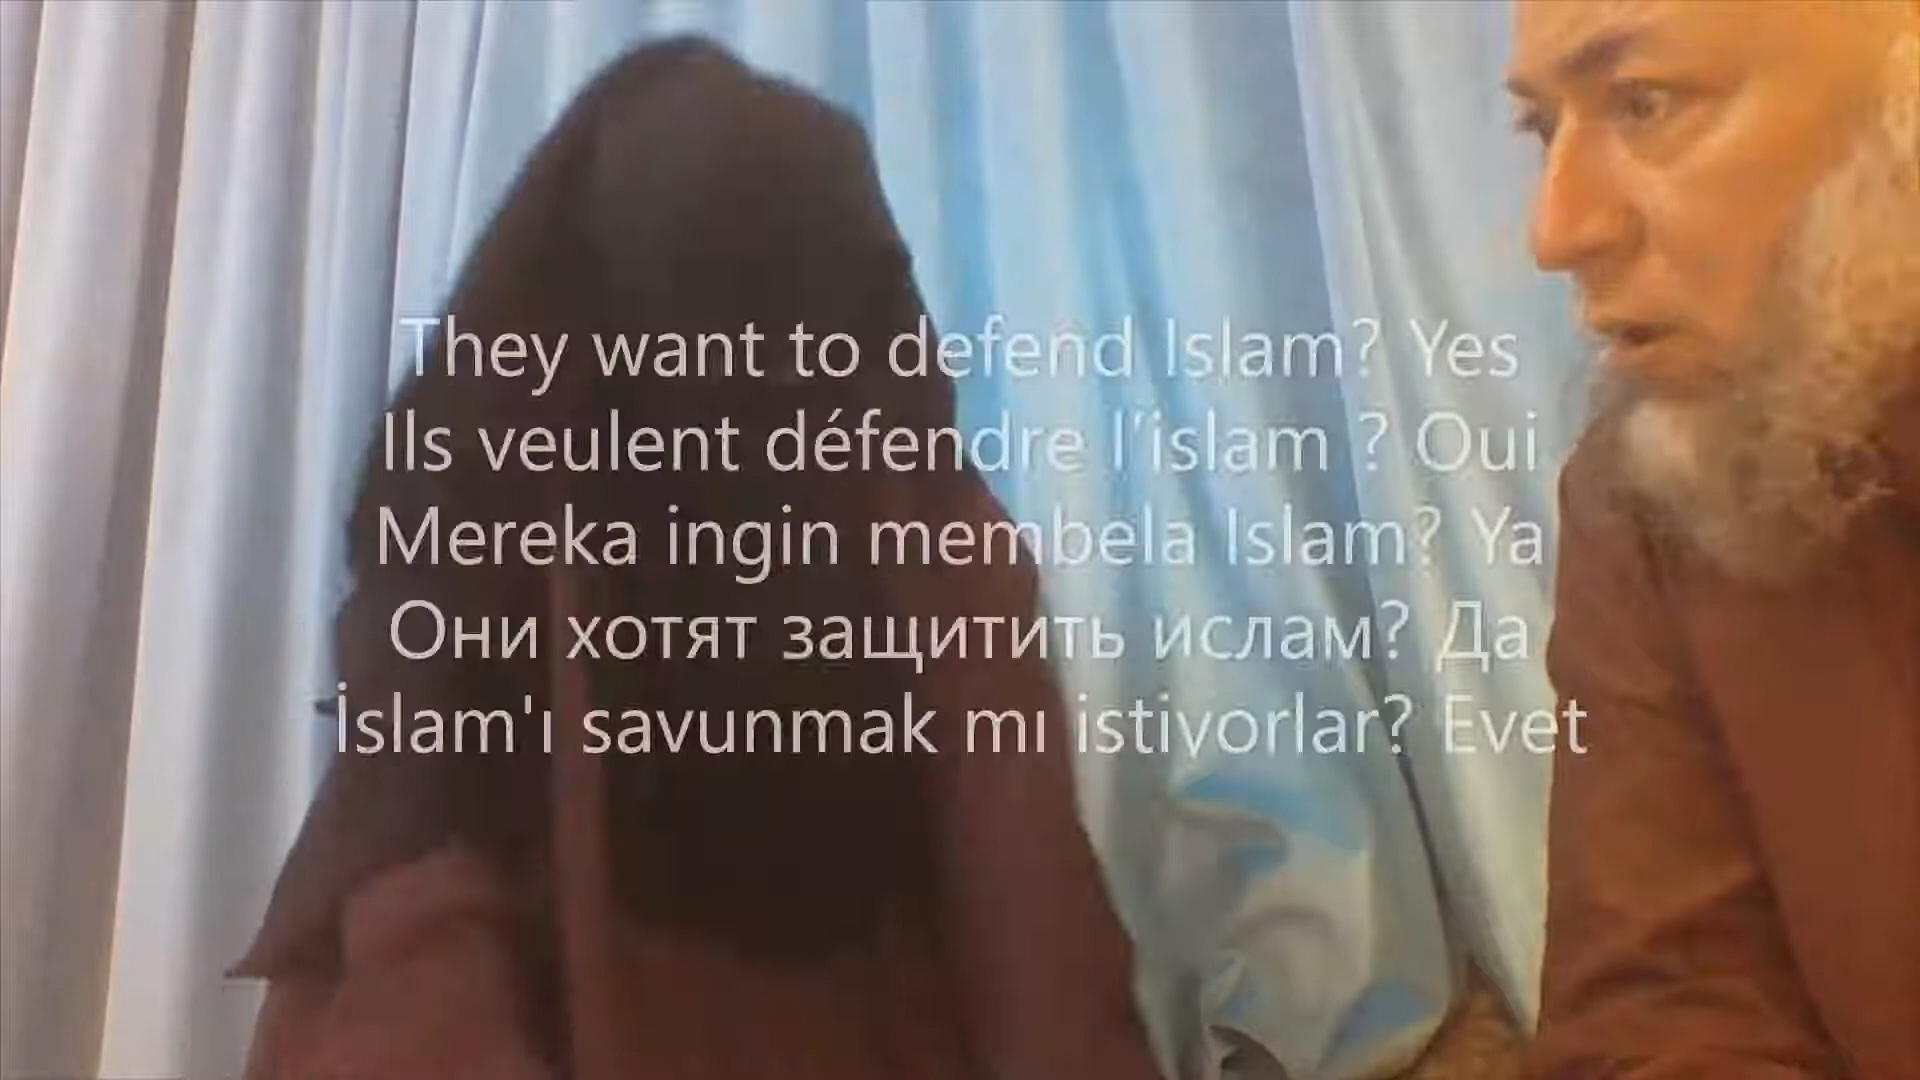 They want to defend Islam? Yes
Ils veulent défendre l'islam ? Oui
Mereka ingin membela Islam? Ya
Они хотят защитить ислам? Да
İslam'ı savunmak mı istiyorlar? Evet